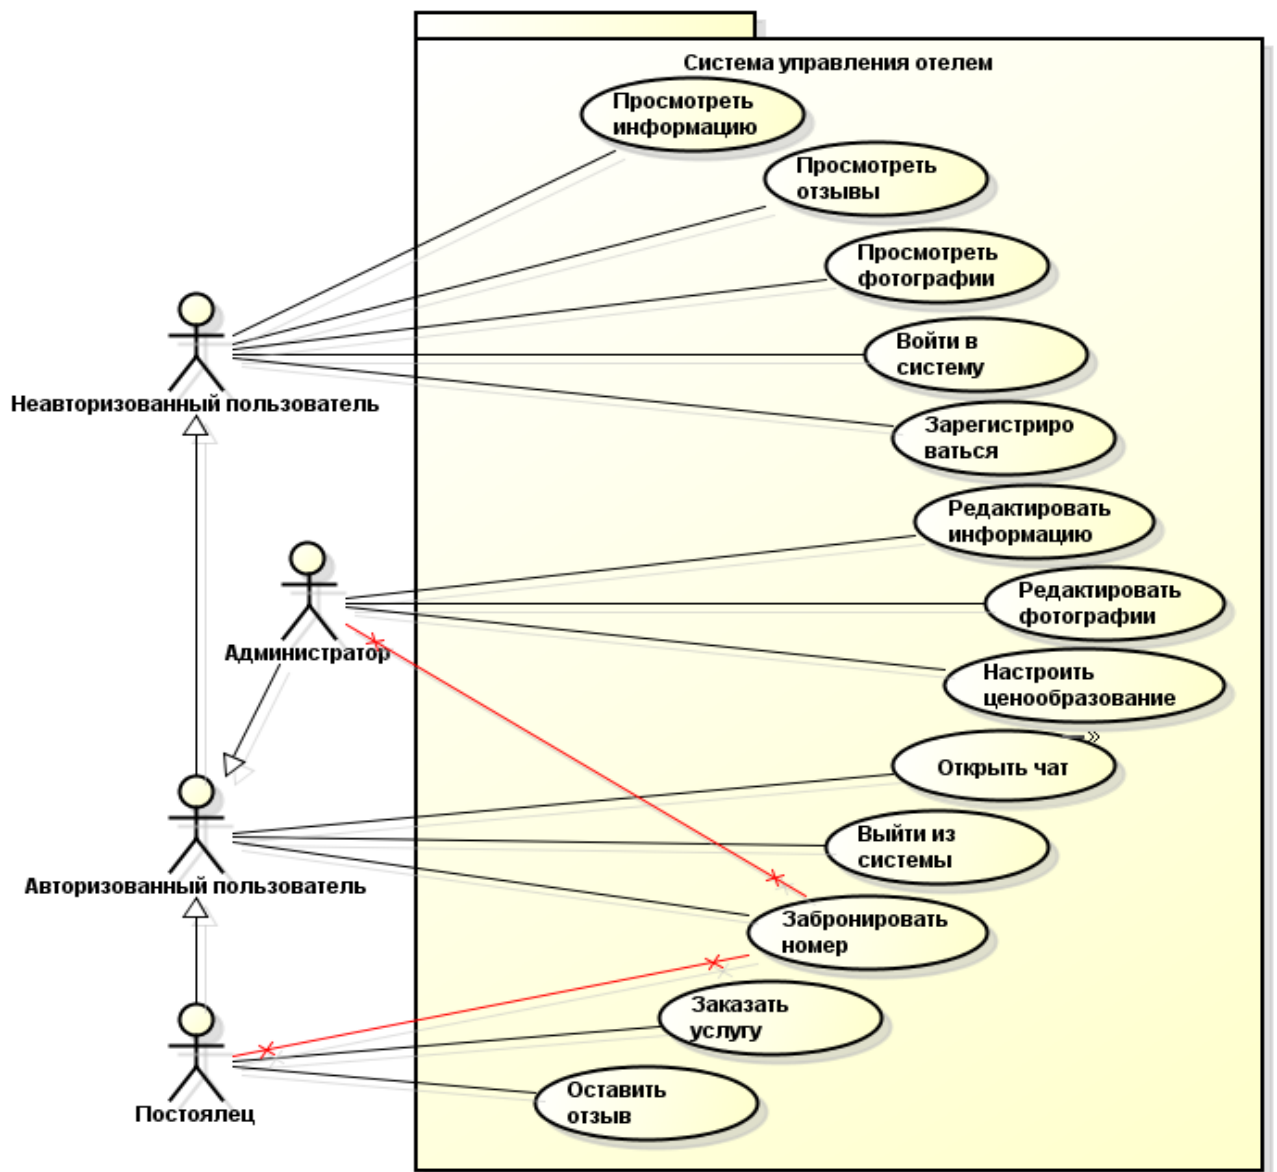 Система управления отелем
Просмотреть
информацию
Просмотреть
отзывы
Просмотреть
фотографии
Войти в
систему
Зарегистриро
ваться
Неавторизованный пользователь
Редактировать
информацию
Редактировать
фотографии
Администратор
Настроить
ценообразование
»
Открыть чат
Выйти из
системы
Авторизованный пользователь
Забронировать
номер
Заказать
услугу
Оставить
отзыв
Постоялец